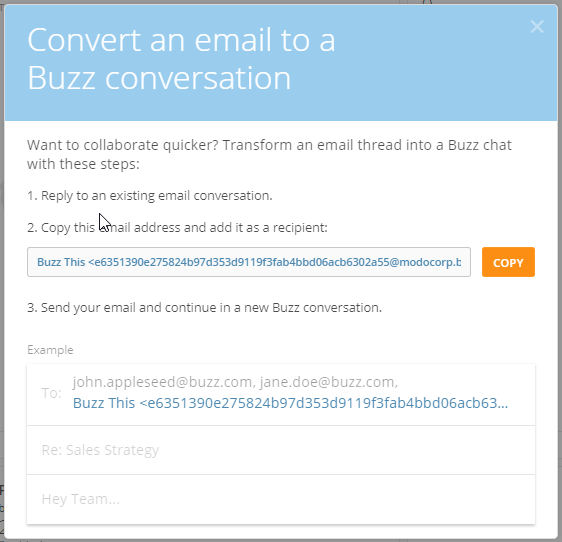 Convert an email to a
Buzz conversation
Want to collaborate quicker? Transform an email thread into a Buzz chat
with these steps:
1. Reply to an existing email conversation.
2. Copy this email address and add it as a recipient:
Buzz This <e6351390e275824b97d353d9119f3fab4bbd06acb6302a55@modocorp.b
COPY
3. Send your email and continue in a new Buzz conversation.
Example
To: john.appleseed@buzz.com, jane.doe@buzz.com,
Buzz This <e6351390e275824b97d353d9119f3fab4bbd06acb63...
Re: Sales Strategy
Hey Team...